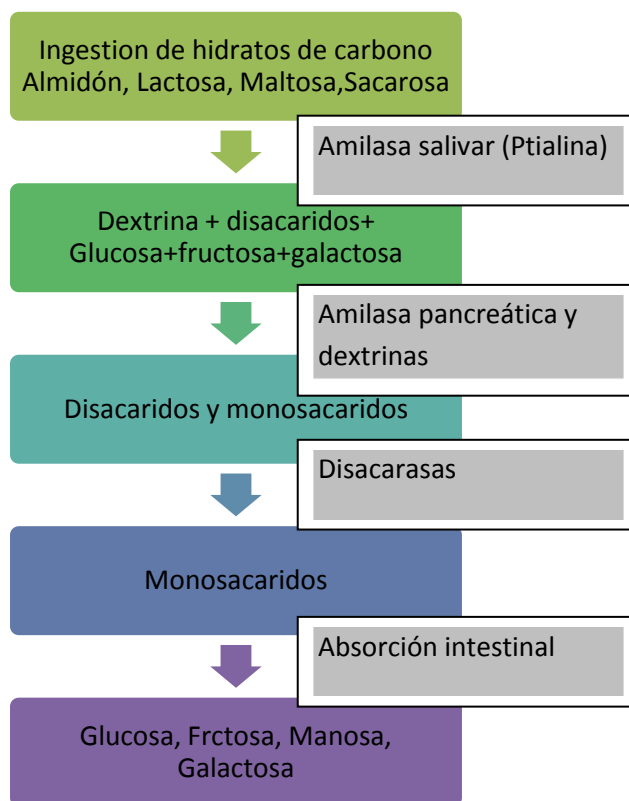 Ingestion de hidratos de carbono
Almidón, Lactosa, Maltosa,Sacarosa
Amilasa salivar (Ptialina)
Dextrina + disacaridos+
Glucosa+fructosa+galactosa
Amilasa pancreática y
dextrinas
Disacaridos y monosacaridos
Disacarasas
Monosacaridos
Absorción intestinal
Glucosa, Frctosa, Manosa,
Galactosa